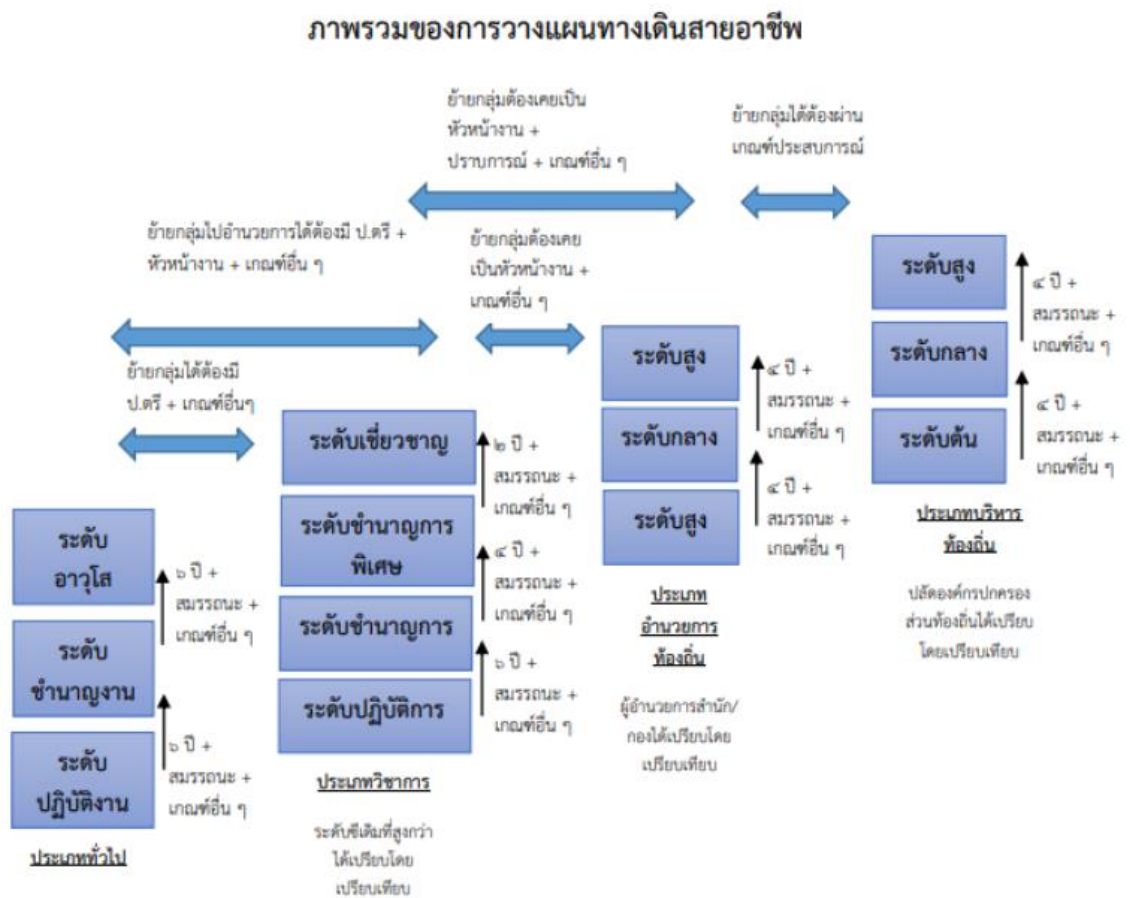 ภาพรวมของการวางแผนทางเดินสายอาชีพ
ย้ายกลุ่มต้องเคยเป็น
หัวหน้างาน +
ปราบการณ์ + เกณฑ์อื่น ๆ
ย้ายกลุ่มได้ต้องผ่าน
เกณฑ์ประสบการณ์
ย้ายกลุ่มไปอำนวยการได้ต้องมี ป.ตรี +
หัวหน้างาน + เกณฑ์อื่น ๆ
ย้ายกลุ่มต้องเคย
เป็นหัวหน้างาน +
เกณฑ์อื่น ๆ
ย้ายกลุ่มได้ต้องมี
ป.ตรี + เกณฑ์อื่นๆ
ระดับ
อาวุโส
๖ ปี +
สมรรถนะ +
เกณฑ์อื่น ๆ
ระดับ
ชำนาญงาน
๖ ปี +
สมรรถนะ +
เกณฑ์อื่น ๆ
ระดับ
ปฏิบัติงาน
ประเภททั่วไป
ระดับเชี่ยวชาญ
๒ ปี +
สมรรถนะ +
เกณฑ์อื่น ๆ
ระดับชำนาญการ
พิเศษ
๔ ปี +
สมรรถนะ +
เกณฑ์อื่น ๆ
ระดับชำนาญการ
๖ ปี +
สมรรถนะ +
เกณฑ์อื่น ๆ
ระดับปฏิบัติการ
ประเภทวิชาการ
ระดับซีเดิมที่สูงกว่า
ได้เปรียบโดย
เปรียบเทียบ
ระดับสูง
๔ ปี +
สมรรถนะ +
เกณฑ์อื่น ๆ
ระดับกลาง
๔ ปี +
สมรรถนะ +
เกณฑ์อื่น ๆ
ระดับสูง
ประเภท
อำนวยการ
ท้องถิ่น
ผู้อำนวยการสำนัก/
กองได้เปรียบโดย
เปรียบเทียบ
ระดับสูง
๔ ปี +
สมรรถนะ +
เกณฑ์อื่น ๆ
ระดับกลาง
๔ ปี +
สมรรถนะ +
เกณฑ์อื่น ๆ
ระดับต้น
ประเภทบริหาร
ท้องถิ่น
ปลัดองค์กรปกครอง
ส่วนท้องถิ่นได้เปรียบ
โดยเปรียบเทียบ